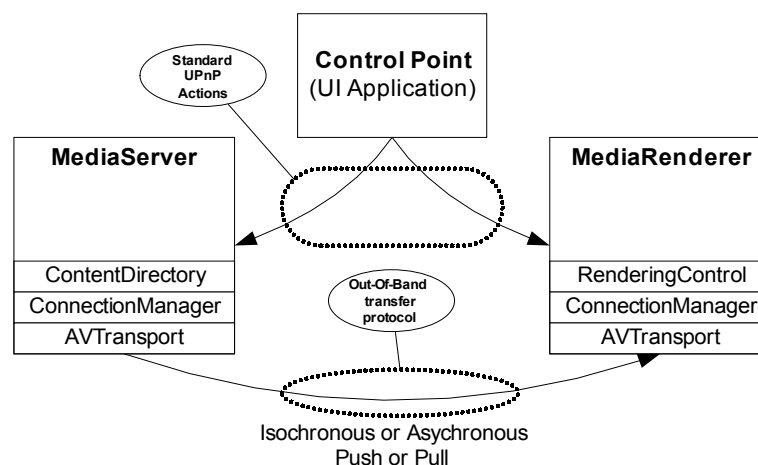 Standard
UPnP
Actions
Control Point
(UI Application)
MediaServer
ContentDirectory
ConnectionManager
AVTransport
MediaRenderer
RenderingControl
ConnectionManager
AVTransport
Out-Of-Band
transfer
protocol
Isochronous or Asychronous
Push or Pull